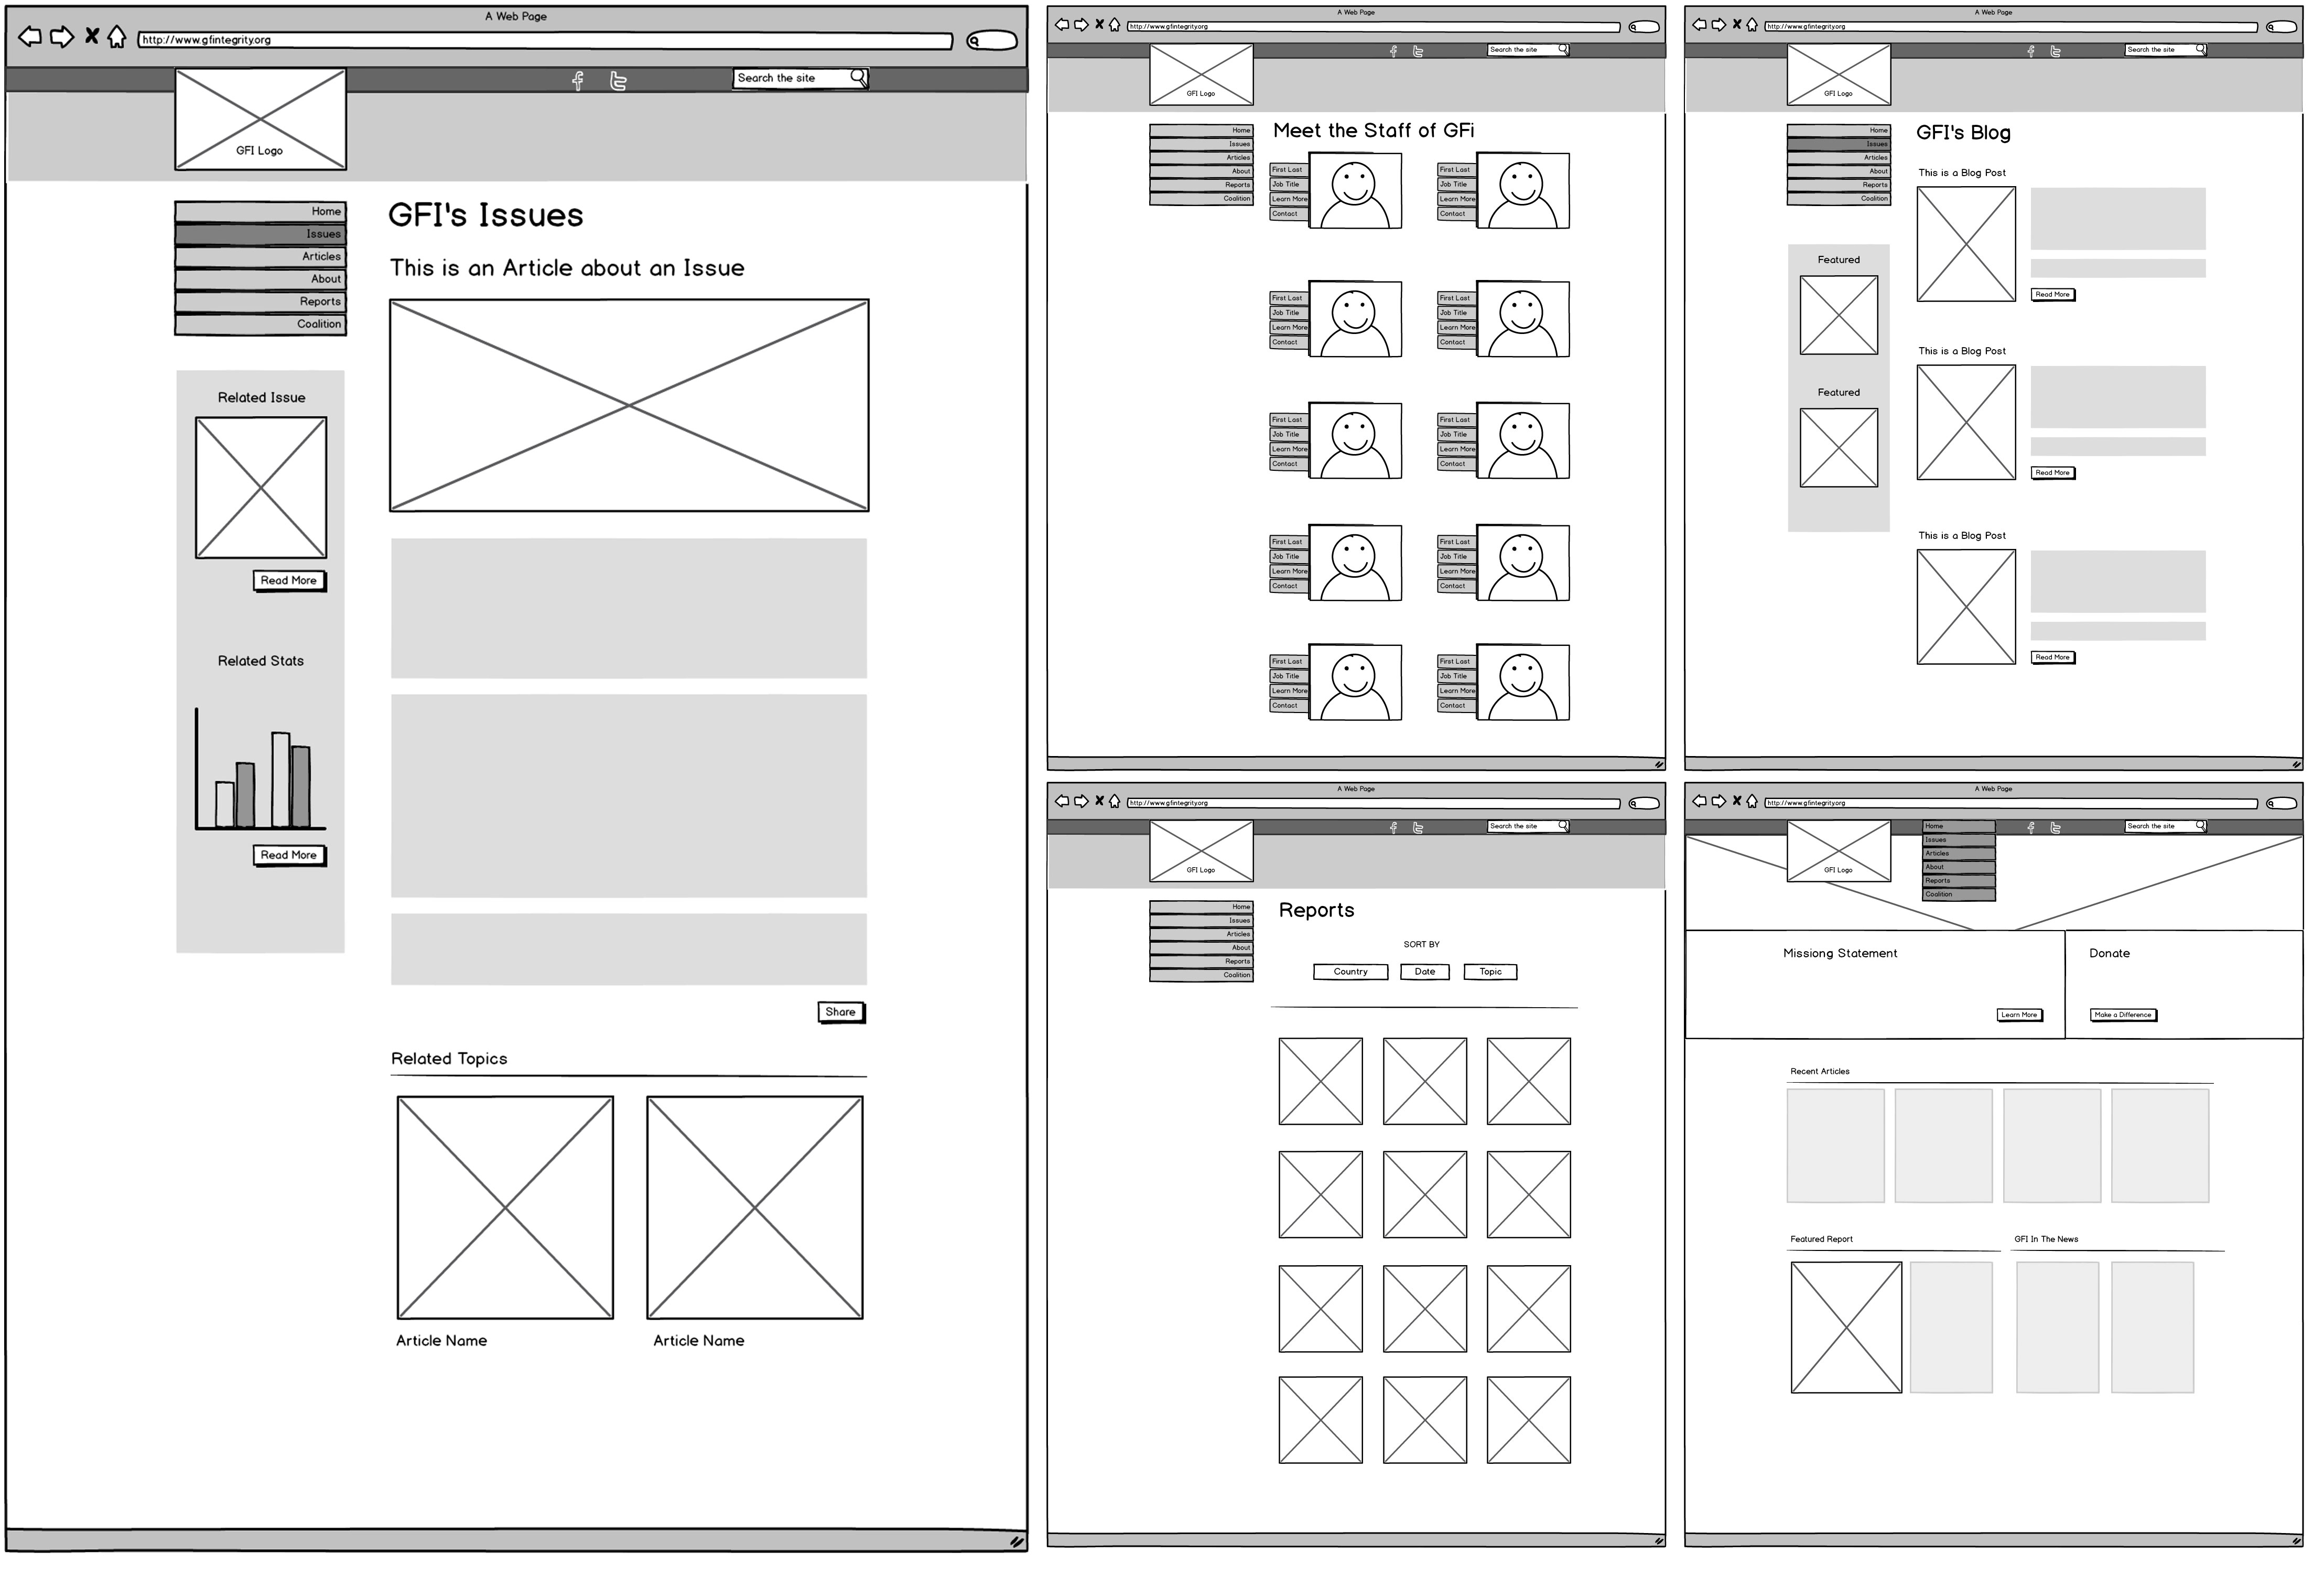 A Web Page
http://www.gfintegrity.org
Search the site
GFI Logo
Home
Issues
Articles
About
Reports
Coalition
GFI's Issues
This is an Article about an Issue
Related Issue
Read More
Related Stats
Read More
Share
Related Topics
Article Name Article Name
A Web Page
http://www.gfintegrity.org
Search the site
GFI Logo
Home
Issues
Articles
About
Reports
Coalition
Meet the Staff of GFi
First Last First Last
Job Title Job Title
Learn More Learn More
Contact Contact
First Last First Last
Job Title Job Title
Learn More Learn More
Contact Contact
First Last First Last
Job Title Job Title
Learn More Learn More
Contact Contact
First Last First Last
Job Title Job Title
Learn More Learn More
Contact Contact
First Last First Last
Job Title Job Title
Learn More Learn More
Contact Contact
A Web Page
http://www.gfintegrity.org
Search the site
GFI Logo
Home
Issues
Articles
About
Reports
Coalition
GFI's Blog
Featured
Featured
This is a Blog Post
Read More
This is a Blog Post
Read More
This is a Blog Post
Read More
A Web Page
http://www.gfintegrity.org
Search the site
GFI Logo
Home
Issues
Articles
About
Reports
Coalition
Reports
SORT BY
Country Date Topic
A Web Page
http://www.gfintegrity.org
Search the site
GFI Logo
Home
Issues
Articles
About
Reports
Coalition
Missiong Statement
Learn More
Donate
Make a Difference
Recent Articles
Featured Report
GFI In The News